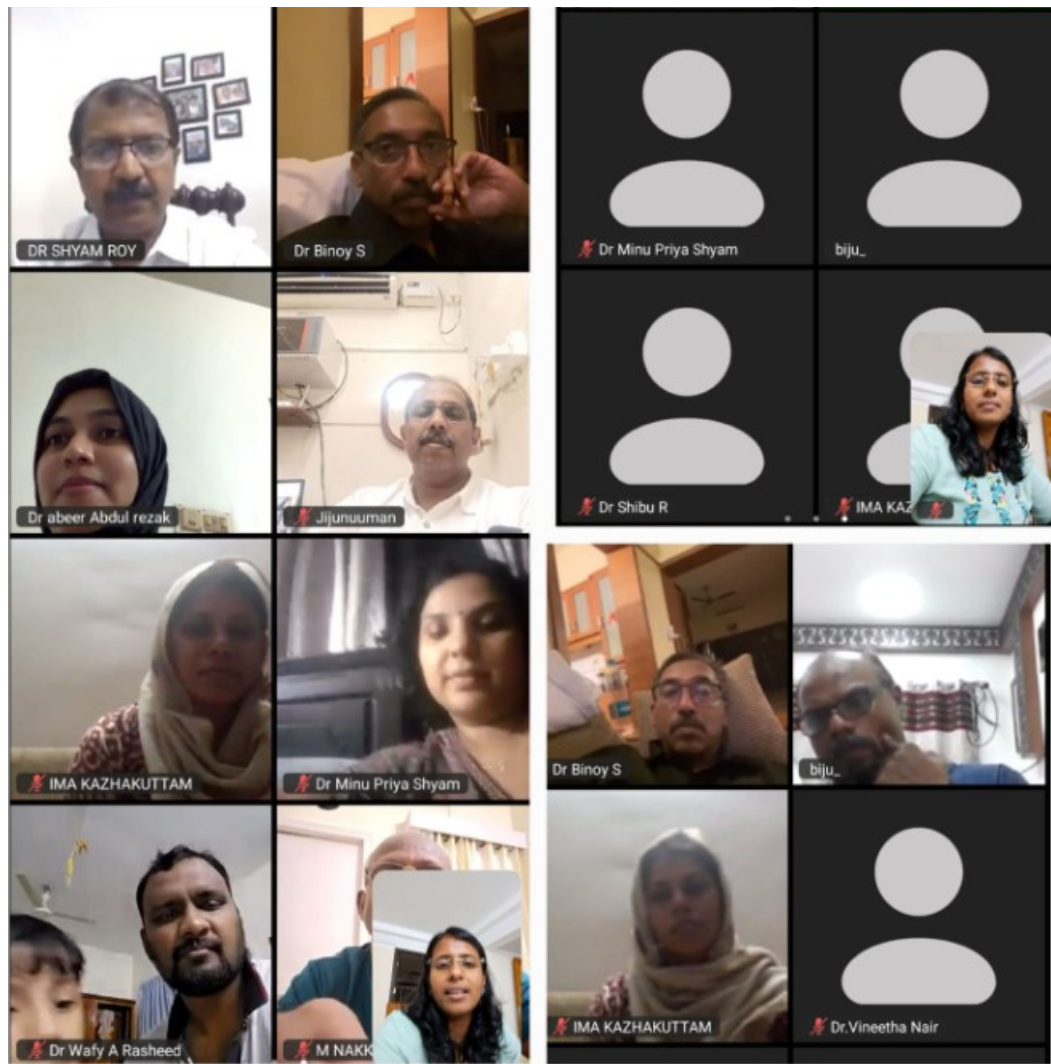 DR SHYAM ROY
Dr Binoy S
Dr abeer Abdul rezak
Jijunuuman
IMA KAZHAKUTTAM
Dr Minu Priya Shyam
Dr Wafy A Rasheed
M NAKK
Dr Minu Priya Shyam
biju_
Dr Shibu R
IMA KAZ
Dr Binoy S
biju_
IMA KAZHAKUTTAM
Dr.Vineetha Nair